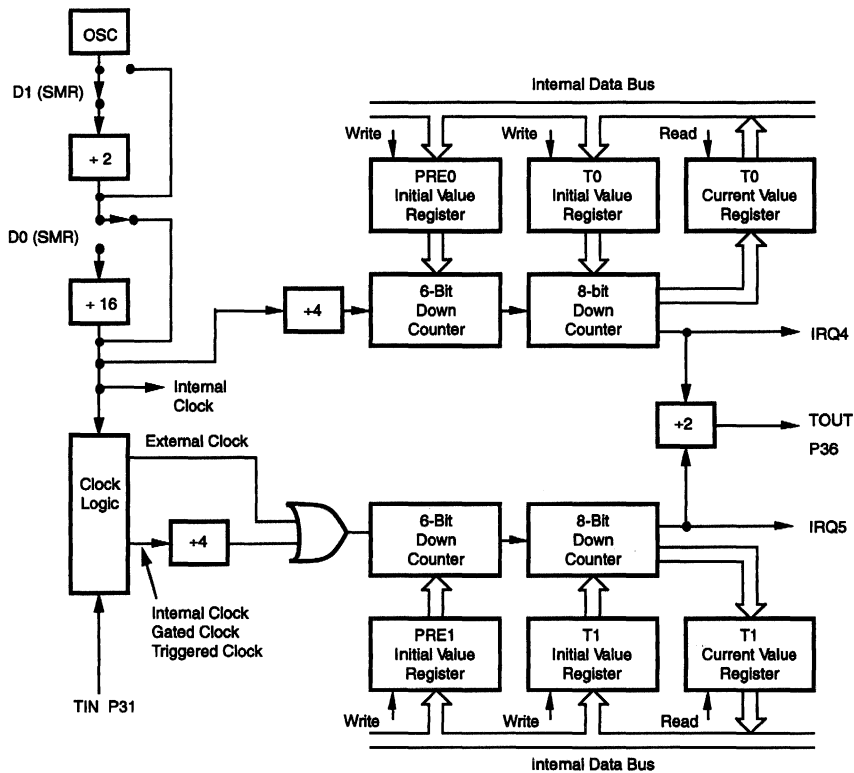 OSC
D1 (SMR)
÷ 2
D0 (SMR)
÷ 16
Internal
Clock
Internal Data Bus
Write
Write
Read
PRE0
Initial Value
Register
T0
Initial Value
Register
T0
Current Value
Register
÷4
6-Bit
Down
Counter
8-bit
Down
Counter
IRQ4
÷2
TOUT
P36
External Clock
Clock
Logic
÷4
6-Bit
Down
Counter
8-Bit
Down
Counter
IRQ5
Internal Clock
Gated Clock
Triggered Clock
TIN P31
PRE1
Initial Value
Register
T1
Initial Value
Register
T1
Current Value
Register
Write
Write
Read
Internal Data Bus